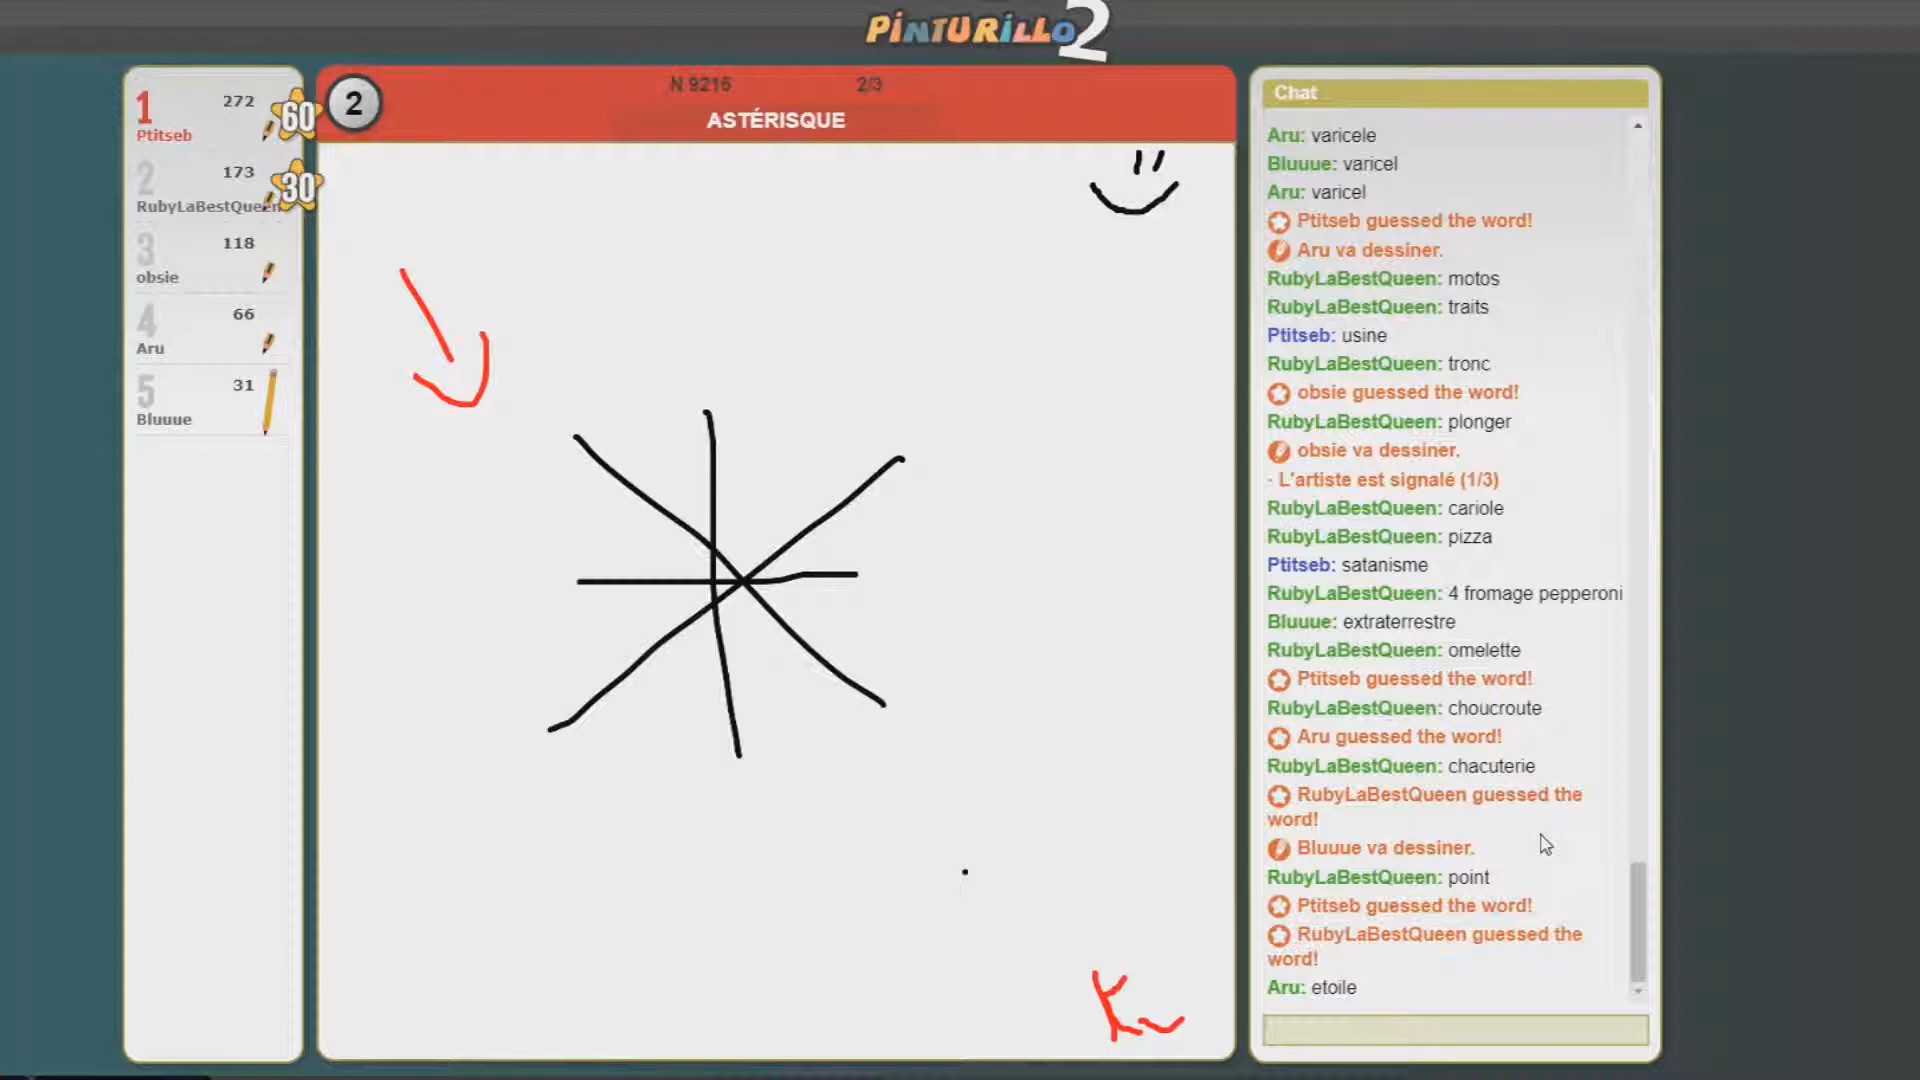 PiNTURiLLO 2
1
272
60
Ptitseb
2
173
30
RubyLaBestQueen
3
118
obsie
4
66
Aru
5
31
Bluuue
2
N 9215
2/3
ASTÉRISQUE
Chat
Aru: varicele
Bluuue: varicel
Aru: varicel
Ptitseb guessed the word!
Aru va dessiner.
RubyLaBestQueen: motos
RubyLaBestQueen: traits
Ptitseb: usine
RubyLaBestQueen: tronc
obsie guessed the word!
RubyLaBestQueen: plonger
obsie va dessiner.
· L'artiste est signalé (1/3)
RubyLaBestQueen: cariole
RubyLaBestQueen: pizza
Ptitseb: satanisme
RubyLaBestQueen: 4 fromage pepperoni
Bluuue: extraterrestre
RubyLaBestQueen: omelette
Ptitseb guessed the word!
RubyLaBestQueen: choucroute
Aru guessed the word!
RubyLaBestQueen: chacuterie
RubyLaBestQueen guessed the
word!
Bluuue va dessiner.
RubyLaBestQueen: point
Ptitseb guessed the word!
RubyLaBestQueen guessed the
word!
Aru: etoile